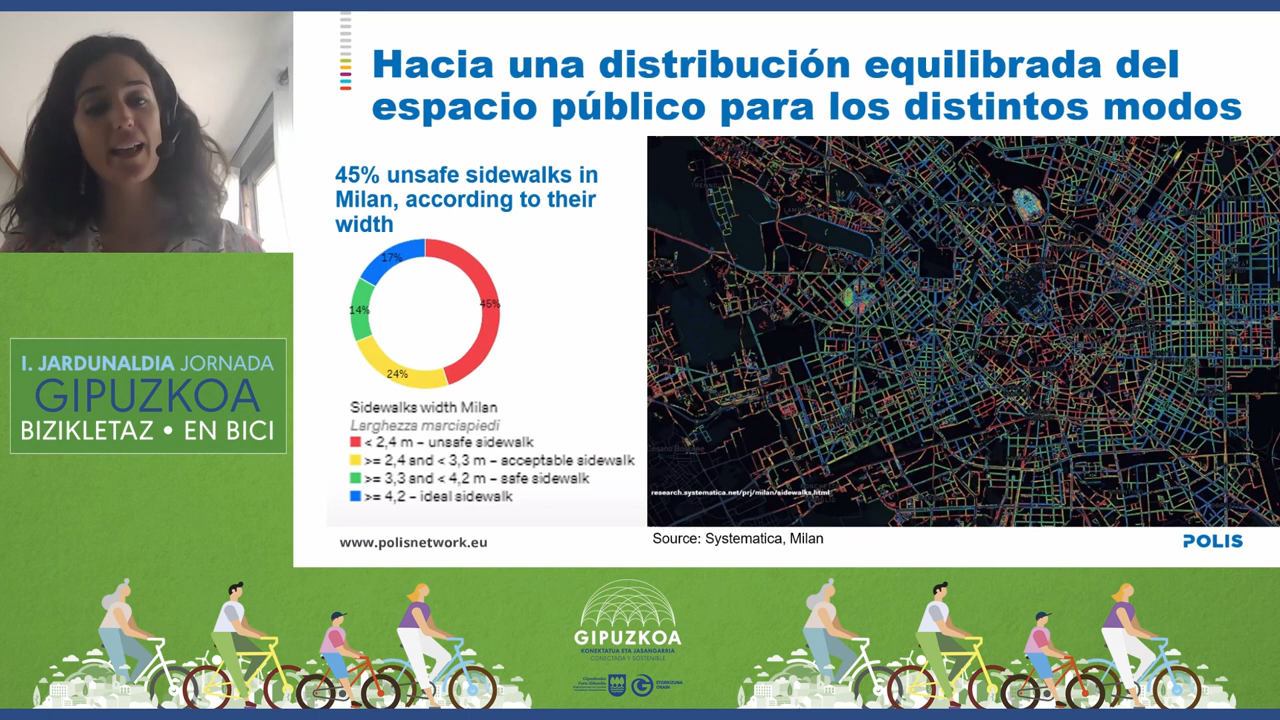 Hacia una distribución equilibrada del
espacio público para los distintos modos
45% unsafe sidewalks in
Milan, according to their
width
17%
45%
14%
24%
Sidewalks width Milan
Larghezza marciapiedi
< 2,4 m – unsafe sidewalk
>= 2,4 and < 3,3 m – acceptable sidewalk
>= 3,3 and < 4,2 m – safe sidewalk
>= 4,2 – ideal sidewalk
research.systematica.net/prj/milan/sidewalks.html
www.polisnetwork.eu
Source: Systematica, Milan
POLIS
I. JARDUNALDIA JORNADA
GIPUZKOA
BIZIKLETAZ • EN BICI
GIPUZKOA
KONEKTATUA ETA JASANGARRIA
CONECTADA Y SOSTENIBLE